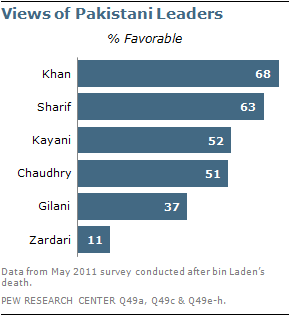 Views of Pakistani Leaders
% Favorable
Khan 68
Sharif 63
Kayani 52
Chaudhry 51
Gilani 37
Zardari 11
Data from May 2011 survey conducted after bin Laden’s
death.
PEW RESEARCH CENTER Q49a, Q49c & Q49e-h.